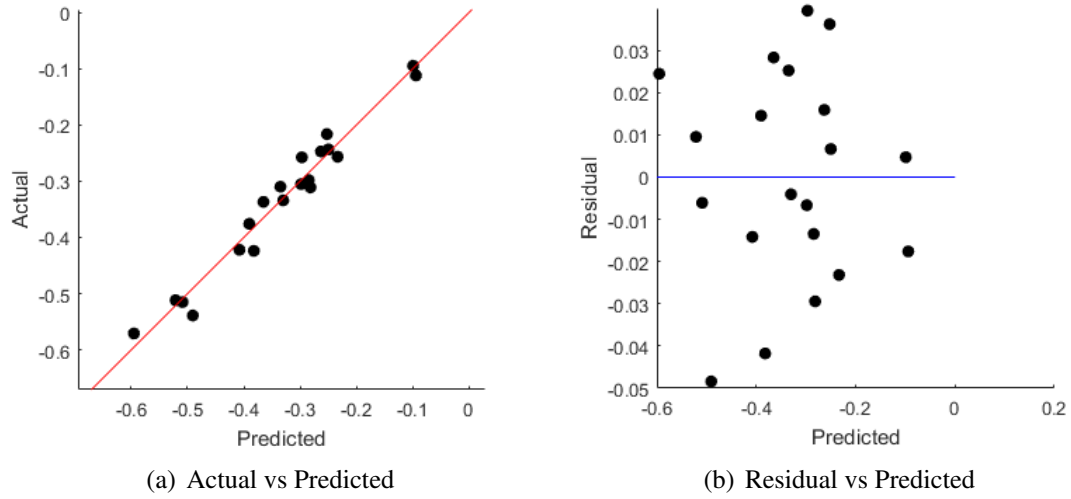 0
-0.1
-0.2
-0.3
-0.4
-0.5
-0.6
Actual
-0.6 -0.5 -0.4 -0.3 -0.2 -0.1 0
Predicted
(a) Actual vs Predicted
0.03
0.02
0.01
0
-0.01
-0.02
-0.03
-0.04
-0.05
Residual
-0.6 -0.4 -0.2 0 0.2
Predicted
(b) Residual vs Predicted